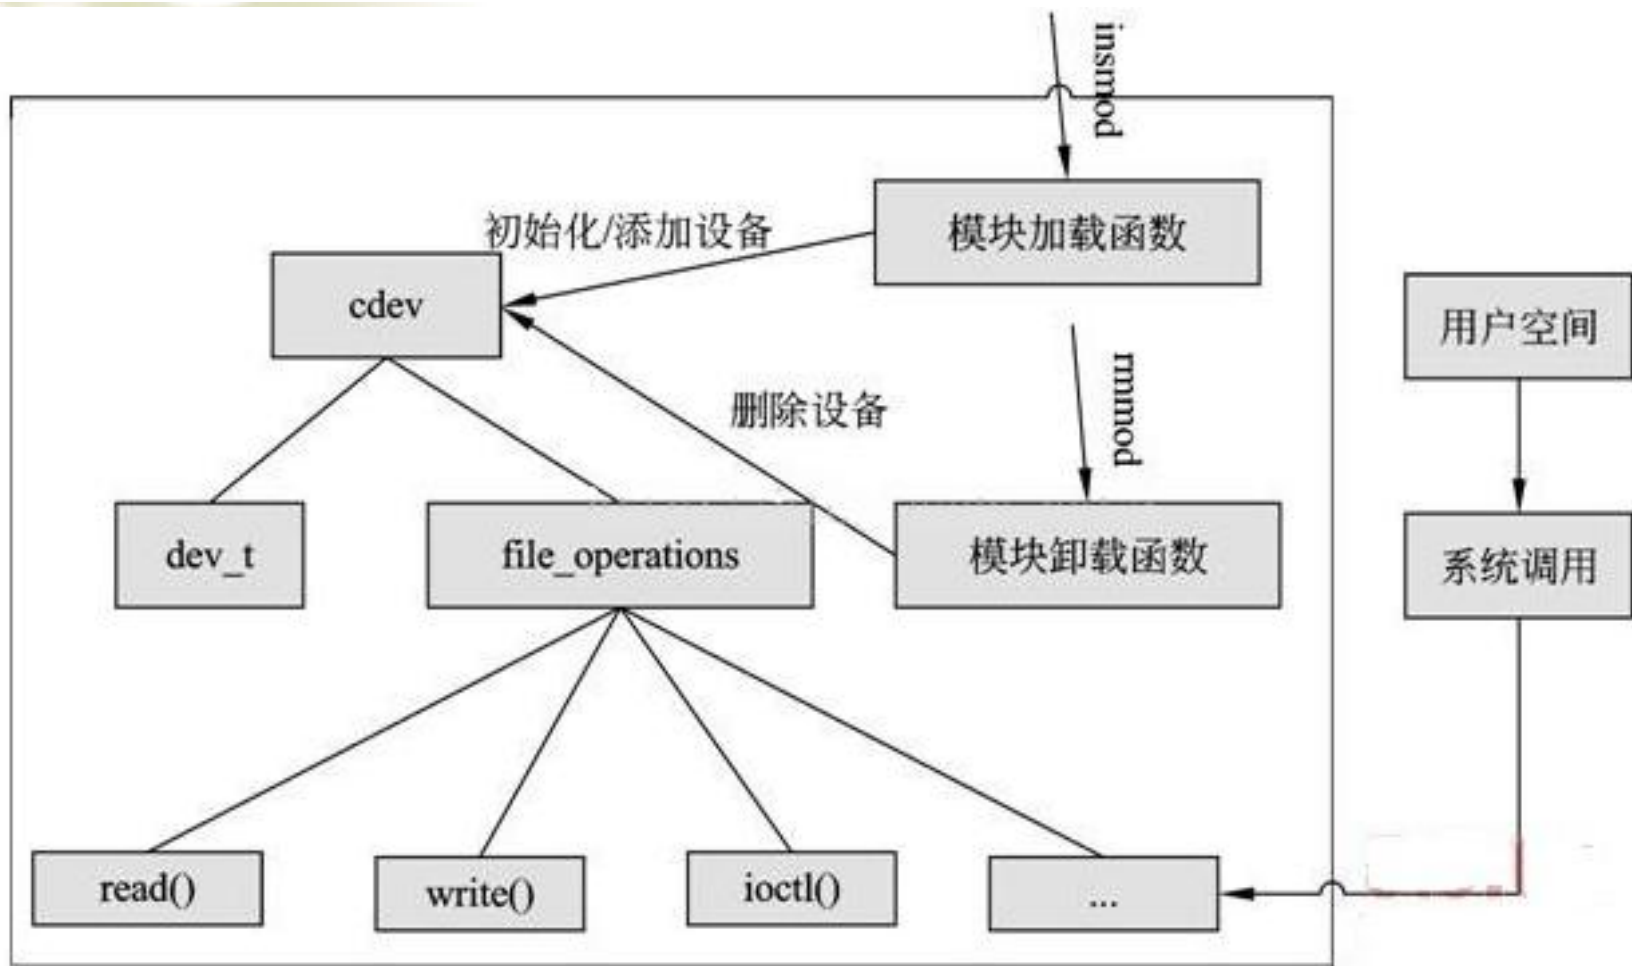 insmod
模块加载函数
初始化/添加设备
cdev
用户空间
rmmod
删除设备
dev_t
file_operations
模块卸载函数
系统调用
read()
write()
ioctl()
...